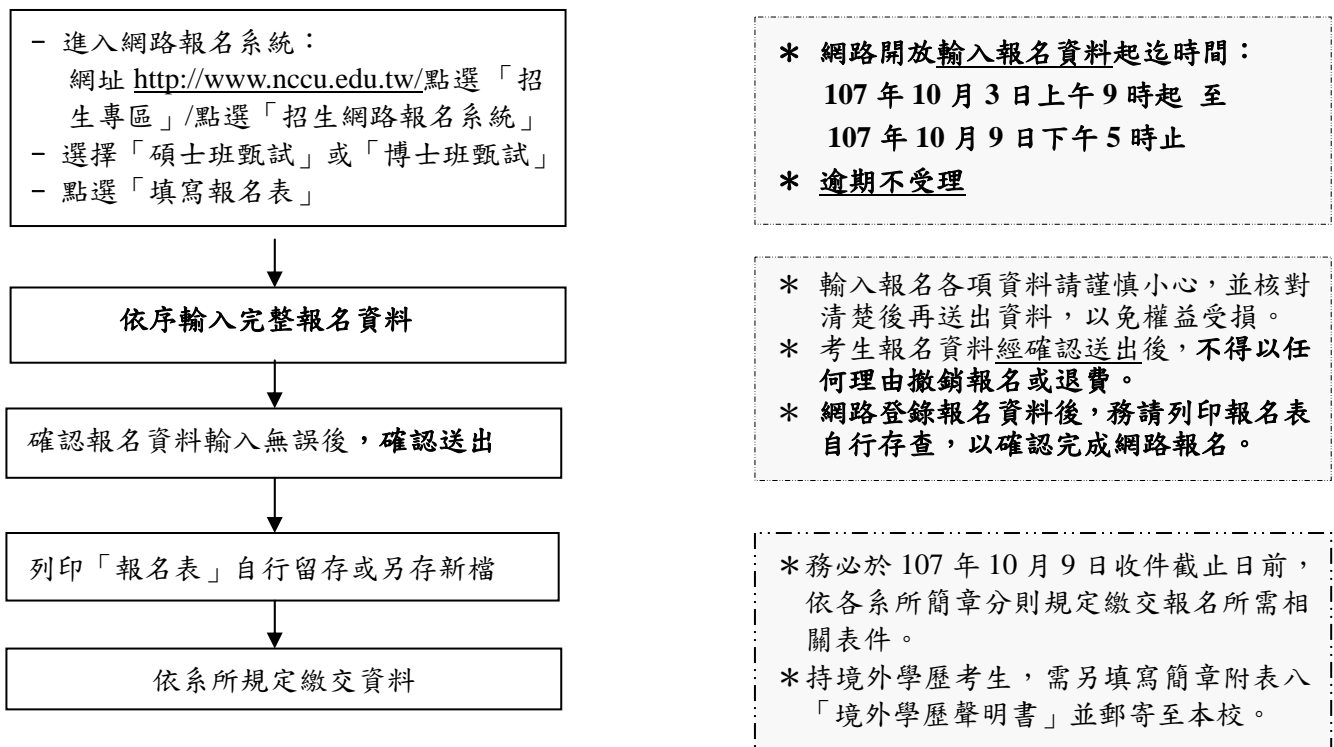 - 進入網路報名系統：
網址 http://www.nccu.edu.tw/點選 「招
生專區」/點選「招生網路報名系統」
- 選擇「碩士班甄試」或「博士班甄試」
- 點選「填寫報名表」
＊ 網路開放輸入報名資料起迄時間：
107 年 10 月 3 日上午 9 時起 至
107 年 10 月 9 日下午 5 時止
＊ 逾期不受理
依序輸入完整報名資料
＊ 輸入報名各項資料請謹慎小心，並核對
清楚後再送出資料，以免權益受損。
＊ 考生報名資料經確認送出後，不得以任
何理由撤銷報名或退費。
＊ 網路登錄報名資料後，務請列印報名表
自行存查，以確認完成網路報名。
確認報名資料輸入無誤後，確認送出
列印「報名表」自行留存或另存新檔
＊務必於 107 年 10 月 9 日收件截止日前，
依各系所簡章分則規定繳交報名所需相
關表件。
＊持境外學歷考生，需另填寫簡章附表八
「境外學歷聲明書」並郵寄至本校。
依系所規定繳交資料